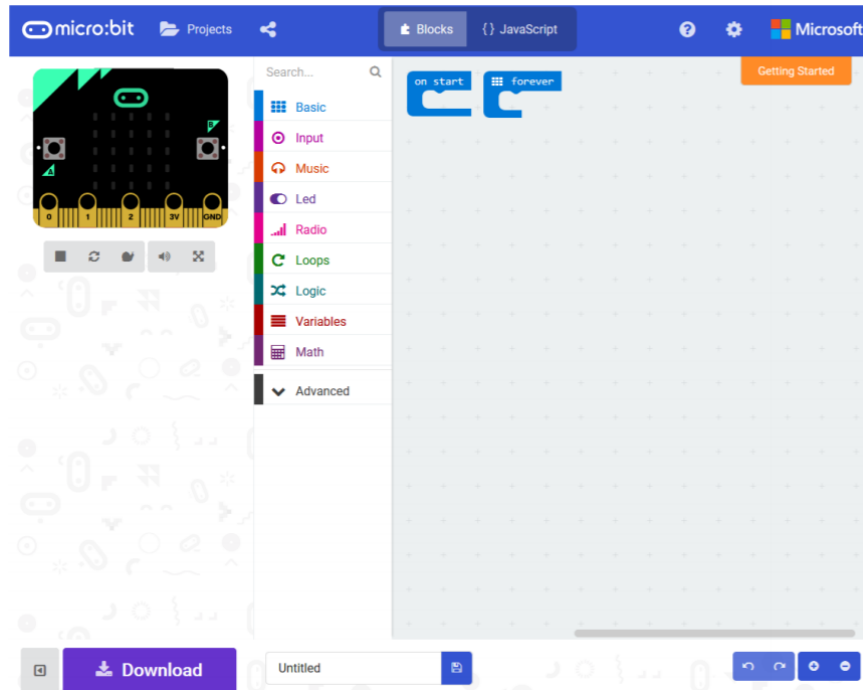 micro:bit Projects Blocks {} JavaScript Microsoft
Search...
on start
forever
Getting Started
Basic
Input
Music
Led
Radio
Loops
Logic
Variables
Math
Advanced
A
B
0 1 2 3V GND
Download
Untitled